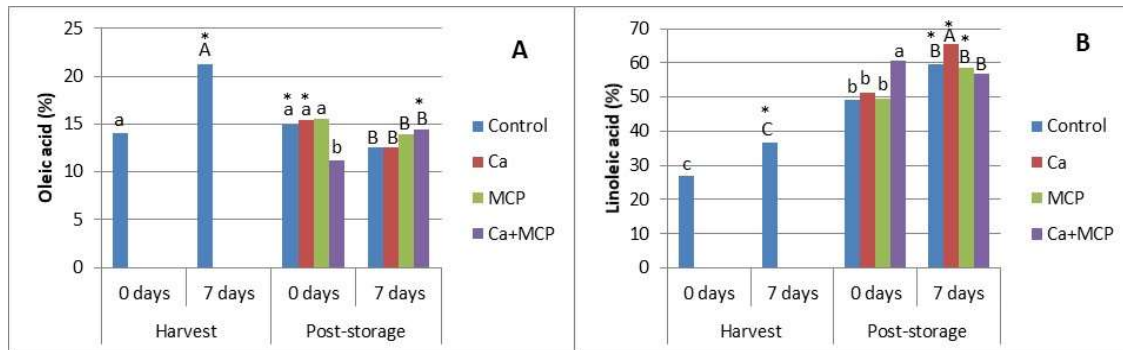 A
Oleic acid (%)
25
20
15
10
5
0
a
*
A
*
a
*
a
a
b
B
B
B
*
B
0 days
7 days
0 days
7 days
Harvest
Post-storage
Control
Ca
MCP
Ca+MCP
B
Linoleic acid (%)
70
60
50
40
30
20
10
0
c
*
C
b
b
b
a
*
B
*
A
*
B
B
0 days
7 days
0 days
7 days
Harvest
Post-storage
Control
Ca
MCP
Ca+MCP